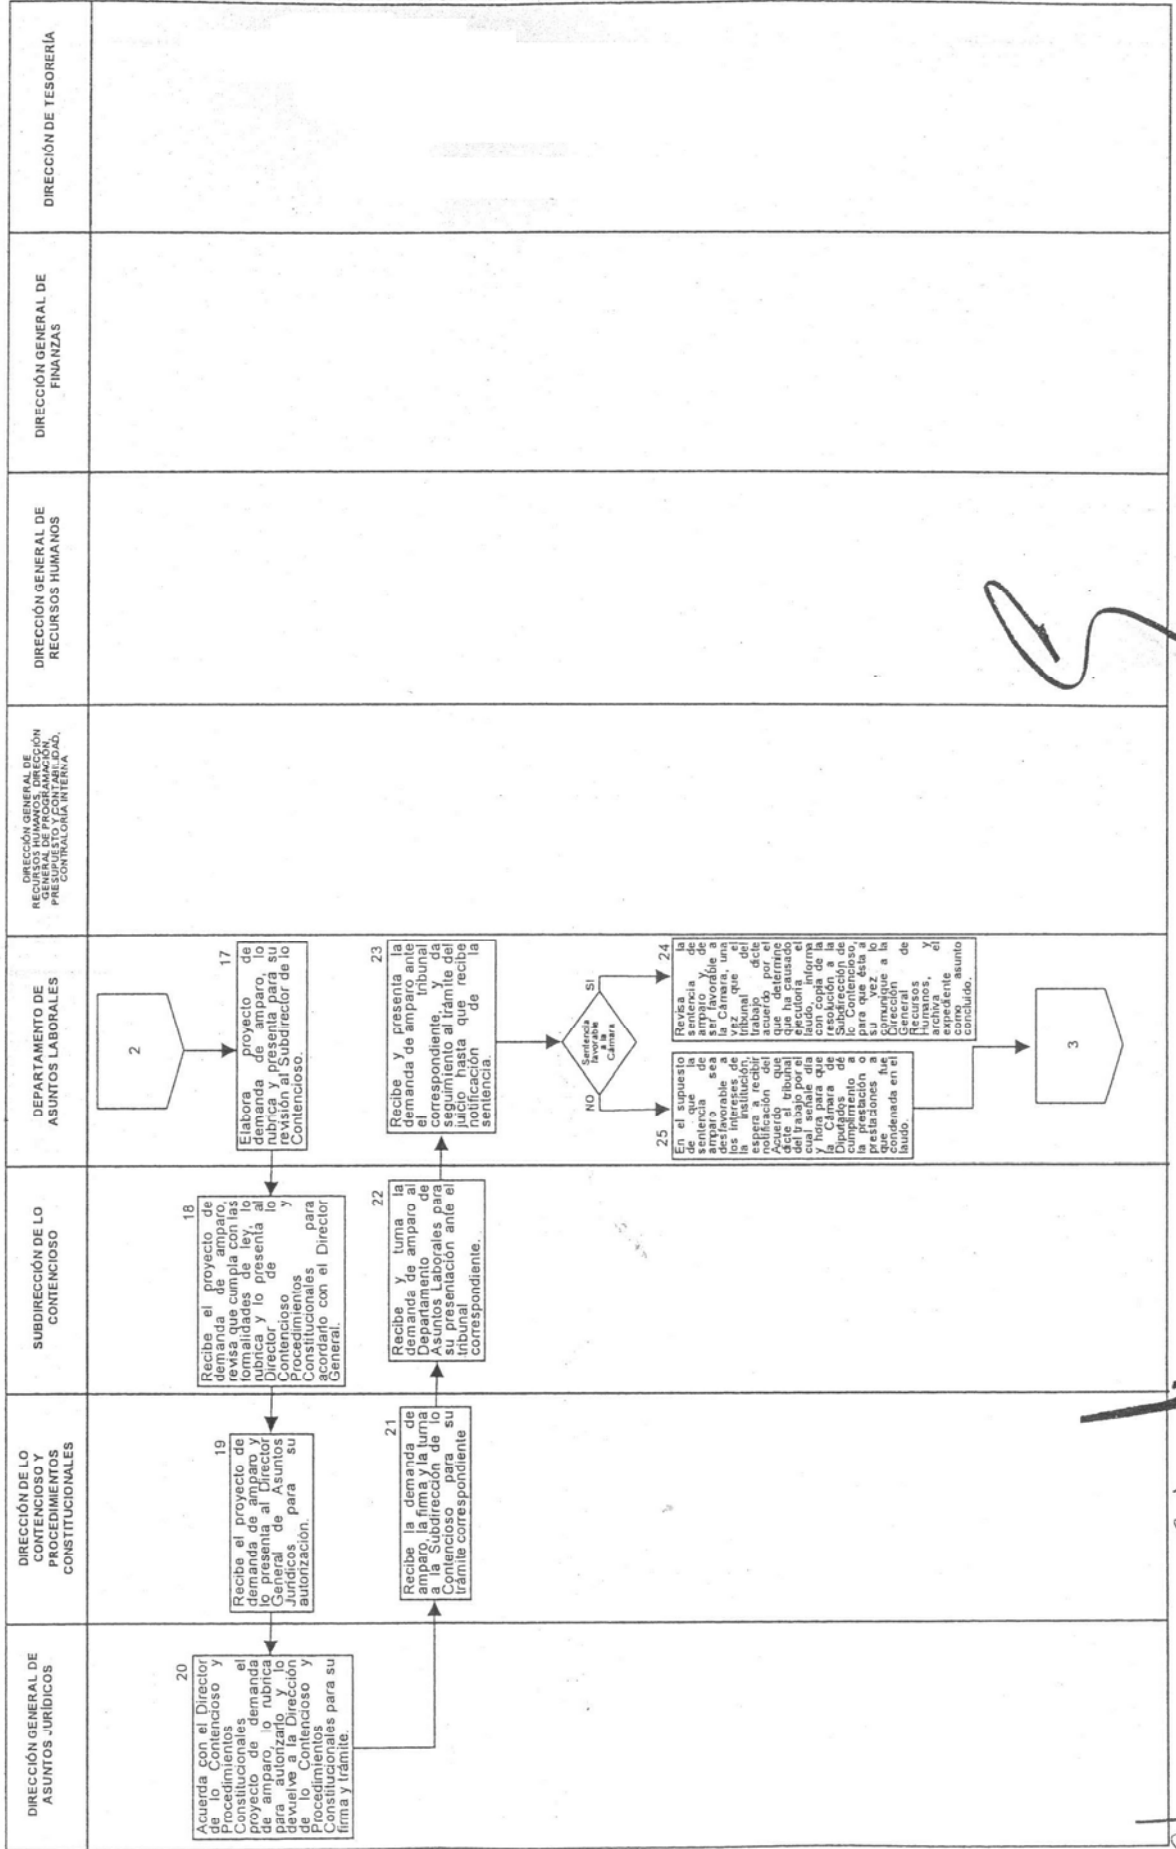 DIRECCIÓN GENERAL DE
ASUNTOS JURÍDICOS
DIRECCIÓN DE LO
CONTENCIOSO Y
PROCEDIMIENTOS
CONSTITUCIONALES
SUBDIRECCIÓN DE LO
CONTENCIOSO
DEPARTAMENTO DE
ASUNTOS LABORALES
DIRECCIÓN GENERAL DE
RECURSOS HUMANOS, DIRECCIÓN
GENERAL DE PROGRAMACIÓN,
PRESUPUESTO Y CONTABILIDAD,
CONTRALORÍA INTERNA
DIRECCIÓN GENERAL DE
RECURSOS HUMANOS
DIRECCIÓN GENERAL DE
FINANZAS
DIRECCIÓN DE TESORERÍA
2
17
Elabora proyecto de
demanda de amparo, lo
rubrica y presenta para su
revisión al Subdirector de lo
Contencioso.
18
Recibe el proyecto de
demanda de amparo,
revisa que cumpla con las
formalidades de ley, lo
rubrica y lo presenta al
Director de lo
Contencioso y
Procedimientos
Constitucionales para
acordarlo con el Director
General.
19
Recibe el proyecto de
demanda de amparo y
lo presenta al Director
General de Asuntos
Jurídicos para su
autorización.
20
Acuerda con el Director
de lo Contencioso y
Procedimientos
Constitucionales el
proyecto de demanda
de amparo, lo rubrica
para autorizarlo y lo
devuelve a la Dirección
de lo Contencioso y
Procedimientos
Constitucionales para su
firma y trámite.
21
Recibe la demanda de
amparo, la firma y la turna
a la Subdirección de lo
Contencioso para su
trámite correspondiente
22
Recibe y turna la
demanda de amparo al
Departamento de
Asuntos Laborales para
su presentación ante el
tribunal
correspondiente.
23
Recibe y presenta la
demanda de amparo ante
el tribunal
correspondiente, y da
seguimiento al trámite del
juicio hasta que recibe
notificación de la
sentencia.
Sentencia
favorable
a la
Cámara
NO
SI
25
En el supuesto
de que la
sentencia de
amparo sea
desfavorable a
los intereses de
la institución,
espera a recibir
notificación del
Acuerdo que
dicte el tribunal
del trabajo por el
cual señale día
y hora para que
la Cámara de
Diputados dé
cumplimiento a
la prestación o
prestaciones a
que fue
condenada en el
laudo.
24
Revisa la
sentencia de
amparo y de
ser favorable a
la Cámara, una
vez que el
tribunal del
trabajo dicte
acuerdo por el
que determine
que ha causado
ejecutoria el
laudo, informa
con copia de la
resolución a la
Subdirección de
lo Contencioso,
para que ésta a
su vez lo
comunique a la
Dirección
General de
Recursos
Humanos, y
archiva el
expediente
como asunto
concluido.
3